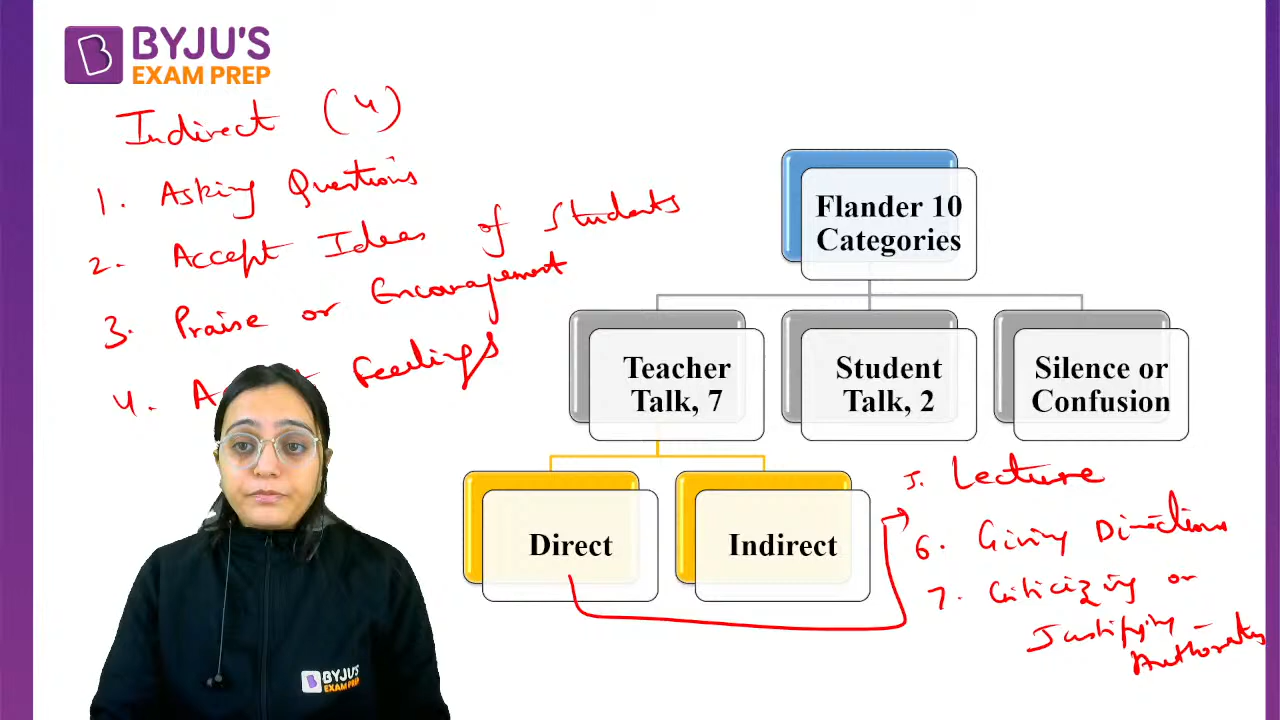 BYJU'S
EXAM PREP
Indirect (4)
1. Asking Questions
2. Accept Ideas of Students
3. Praise or Encouragement
4. Feelings
Flander 10
Categories
Teacher
Talk, 7
Student
Talk, 2
Silence or
Confusion
Direct
Indirect
5. Lecture
6. Giving Directions
7. Criticizing or
Justifying
BYJU'S
EXAM PREP